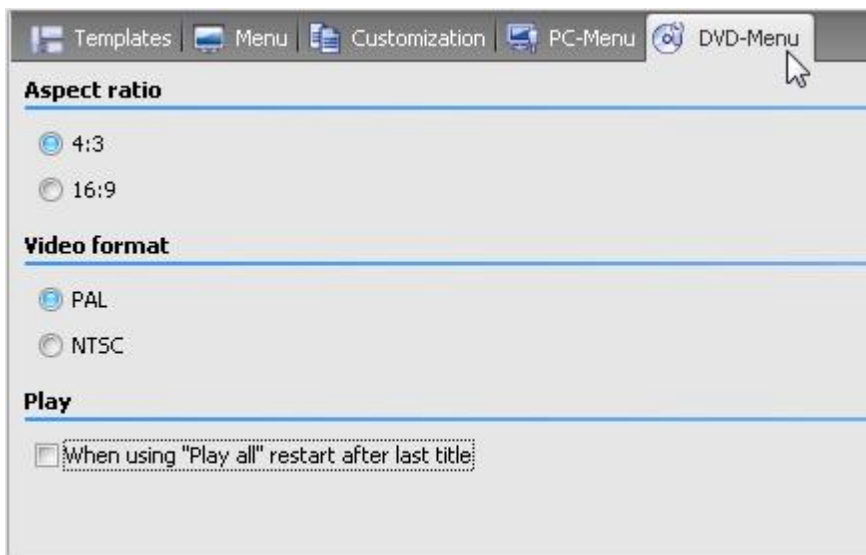 Templates Menu Customization PC-Menu DVD-Menu
Aspect ratio
4:3
16:9
Video format
PAL
NTSC
Play
When using "Play all" restart after last title